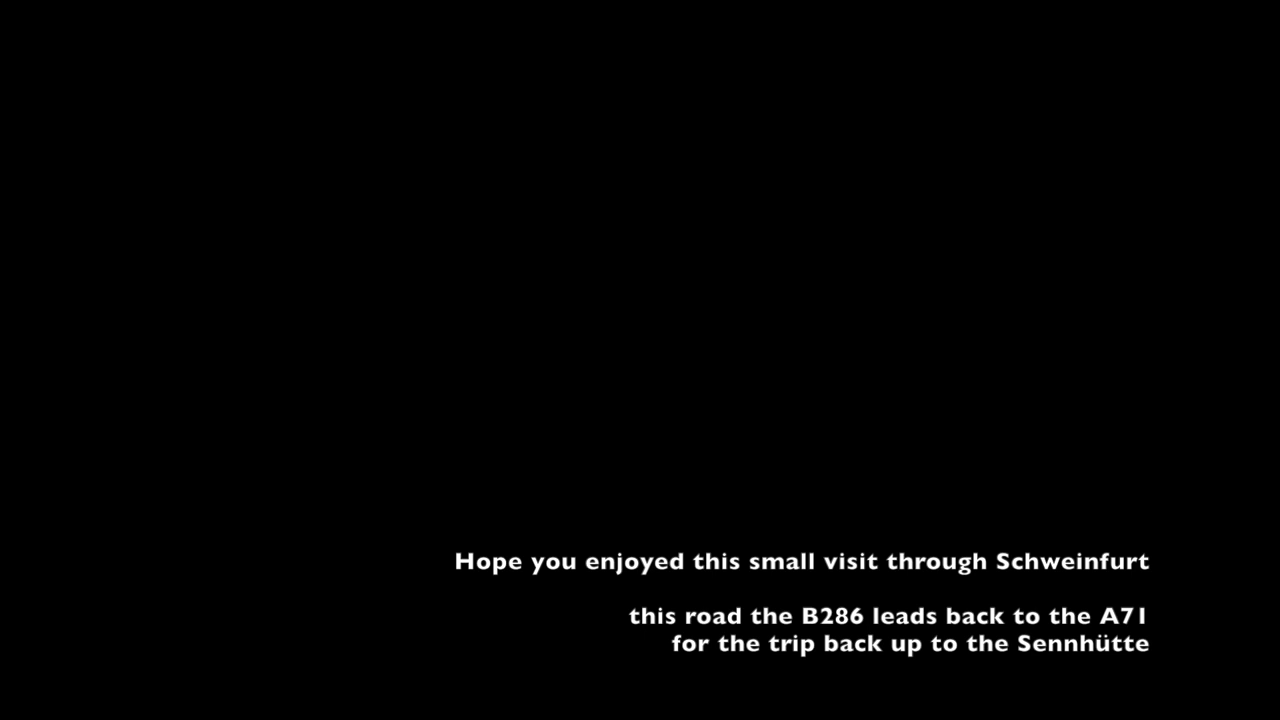 Hope you enjoyed this small visit through Schweinfurt
this road the B286 leads back to the A71
for the trip back up to the Sennhütte